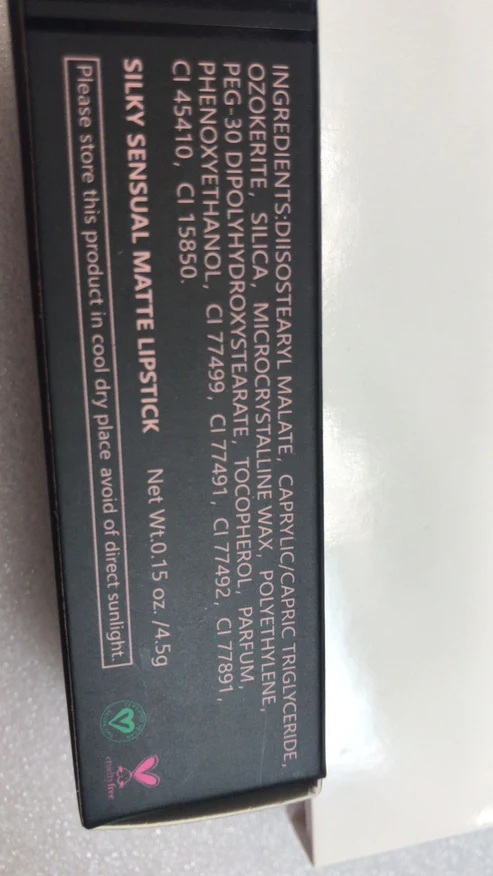 INGREDIENTS:DIISOSTEARYL MALATE, CAPRYLIC/CAPRIC TRIGLYCERIDE,
OZOKERITE, SILICA, MICROCRYSTALLINE WAX, POLYETHYLENE,
PEG-30 DIPOLYHYDROXYSTEARATE, TOCOPHEROL, PARFUM,
PHENOXYETHANOL, CI 77499, CI 77491, CI 77492, CI 77891,
CI 45410, CI 15850.
SILKY SENSUAL MATTE LIPSTICK Net Wt.0.15 oz. /4.5g
Please store this product in cool dry place avoid of direct sunlight.
cruelty free